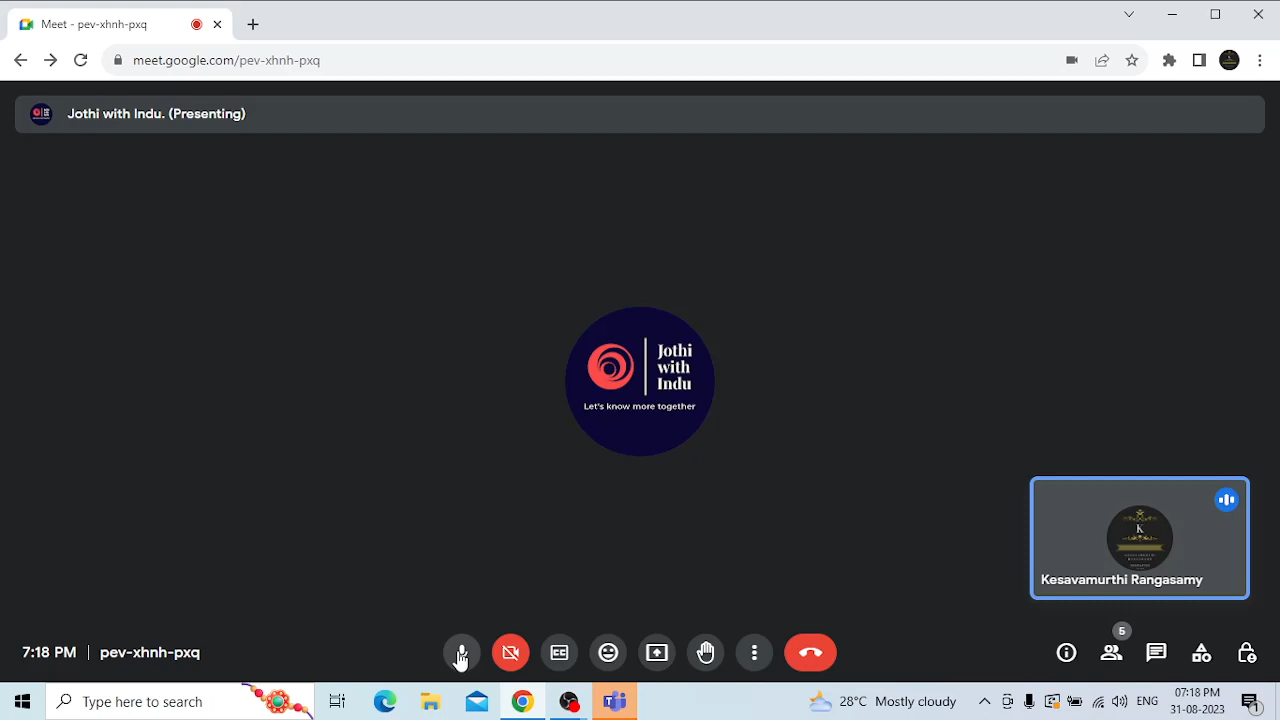 Meet - pev-xhnh-pxq
meet.google.com/pev-xhnh-pxq
Jothi with Indu. (Presenting)
Jothi
with
Indu
Let's know more together
K
Kesavamurthi Rangasamy
5
7:18 PM | pev-xhnh-pxq
Type here to search
28°C Mostly cloudy
ENG
07:18 PM
31-08-2023
1